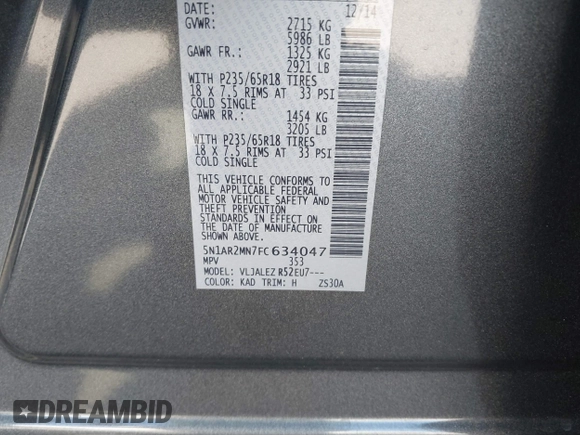 DATE: 12/14
GVWR: 2715 KG
5986 LB
GAWR FR.: 1325 KG
2921 LB
WITH P235/65R18 TIRES
18 X 7.5 RIMS AT 33 PSI
COLD SINGLE
GAWR RR.: 1454 KG
3205 LB
WITH P235/65R18 TIRES
18 X 7.5 RIMS AT 33 PSI
COLD SINGLE
THIS VEHICLE CONFORMS TO
ALL APPLICABLE FEDERAL
MOTOR VEHICLE SAFETY AND
THEFT PREVENTION
STANDARDS IN EFFECT ON
THE DATE OF MANUFACTURE
SHOWN ABOVE.
5N1AR2MN7FC634047
MPV 353
MODEL: VLJALEZ R52EU7---
COLOR: KAD TRIM: H ZS30A
DREAMBID